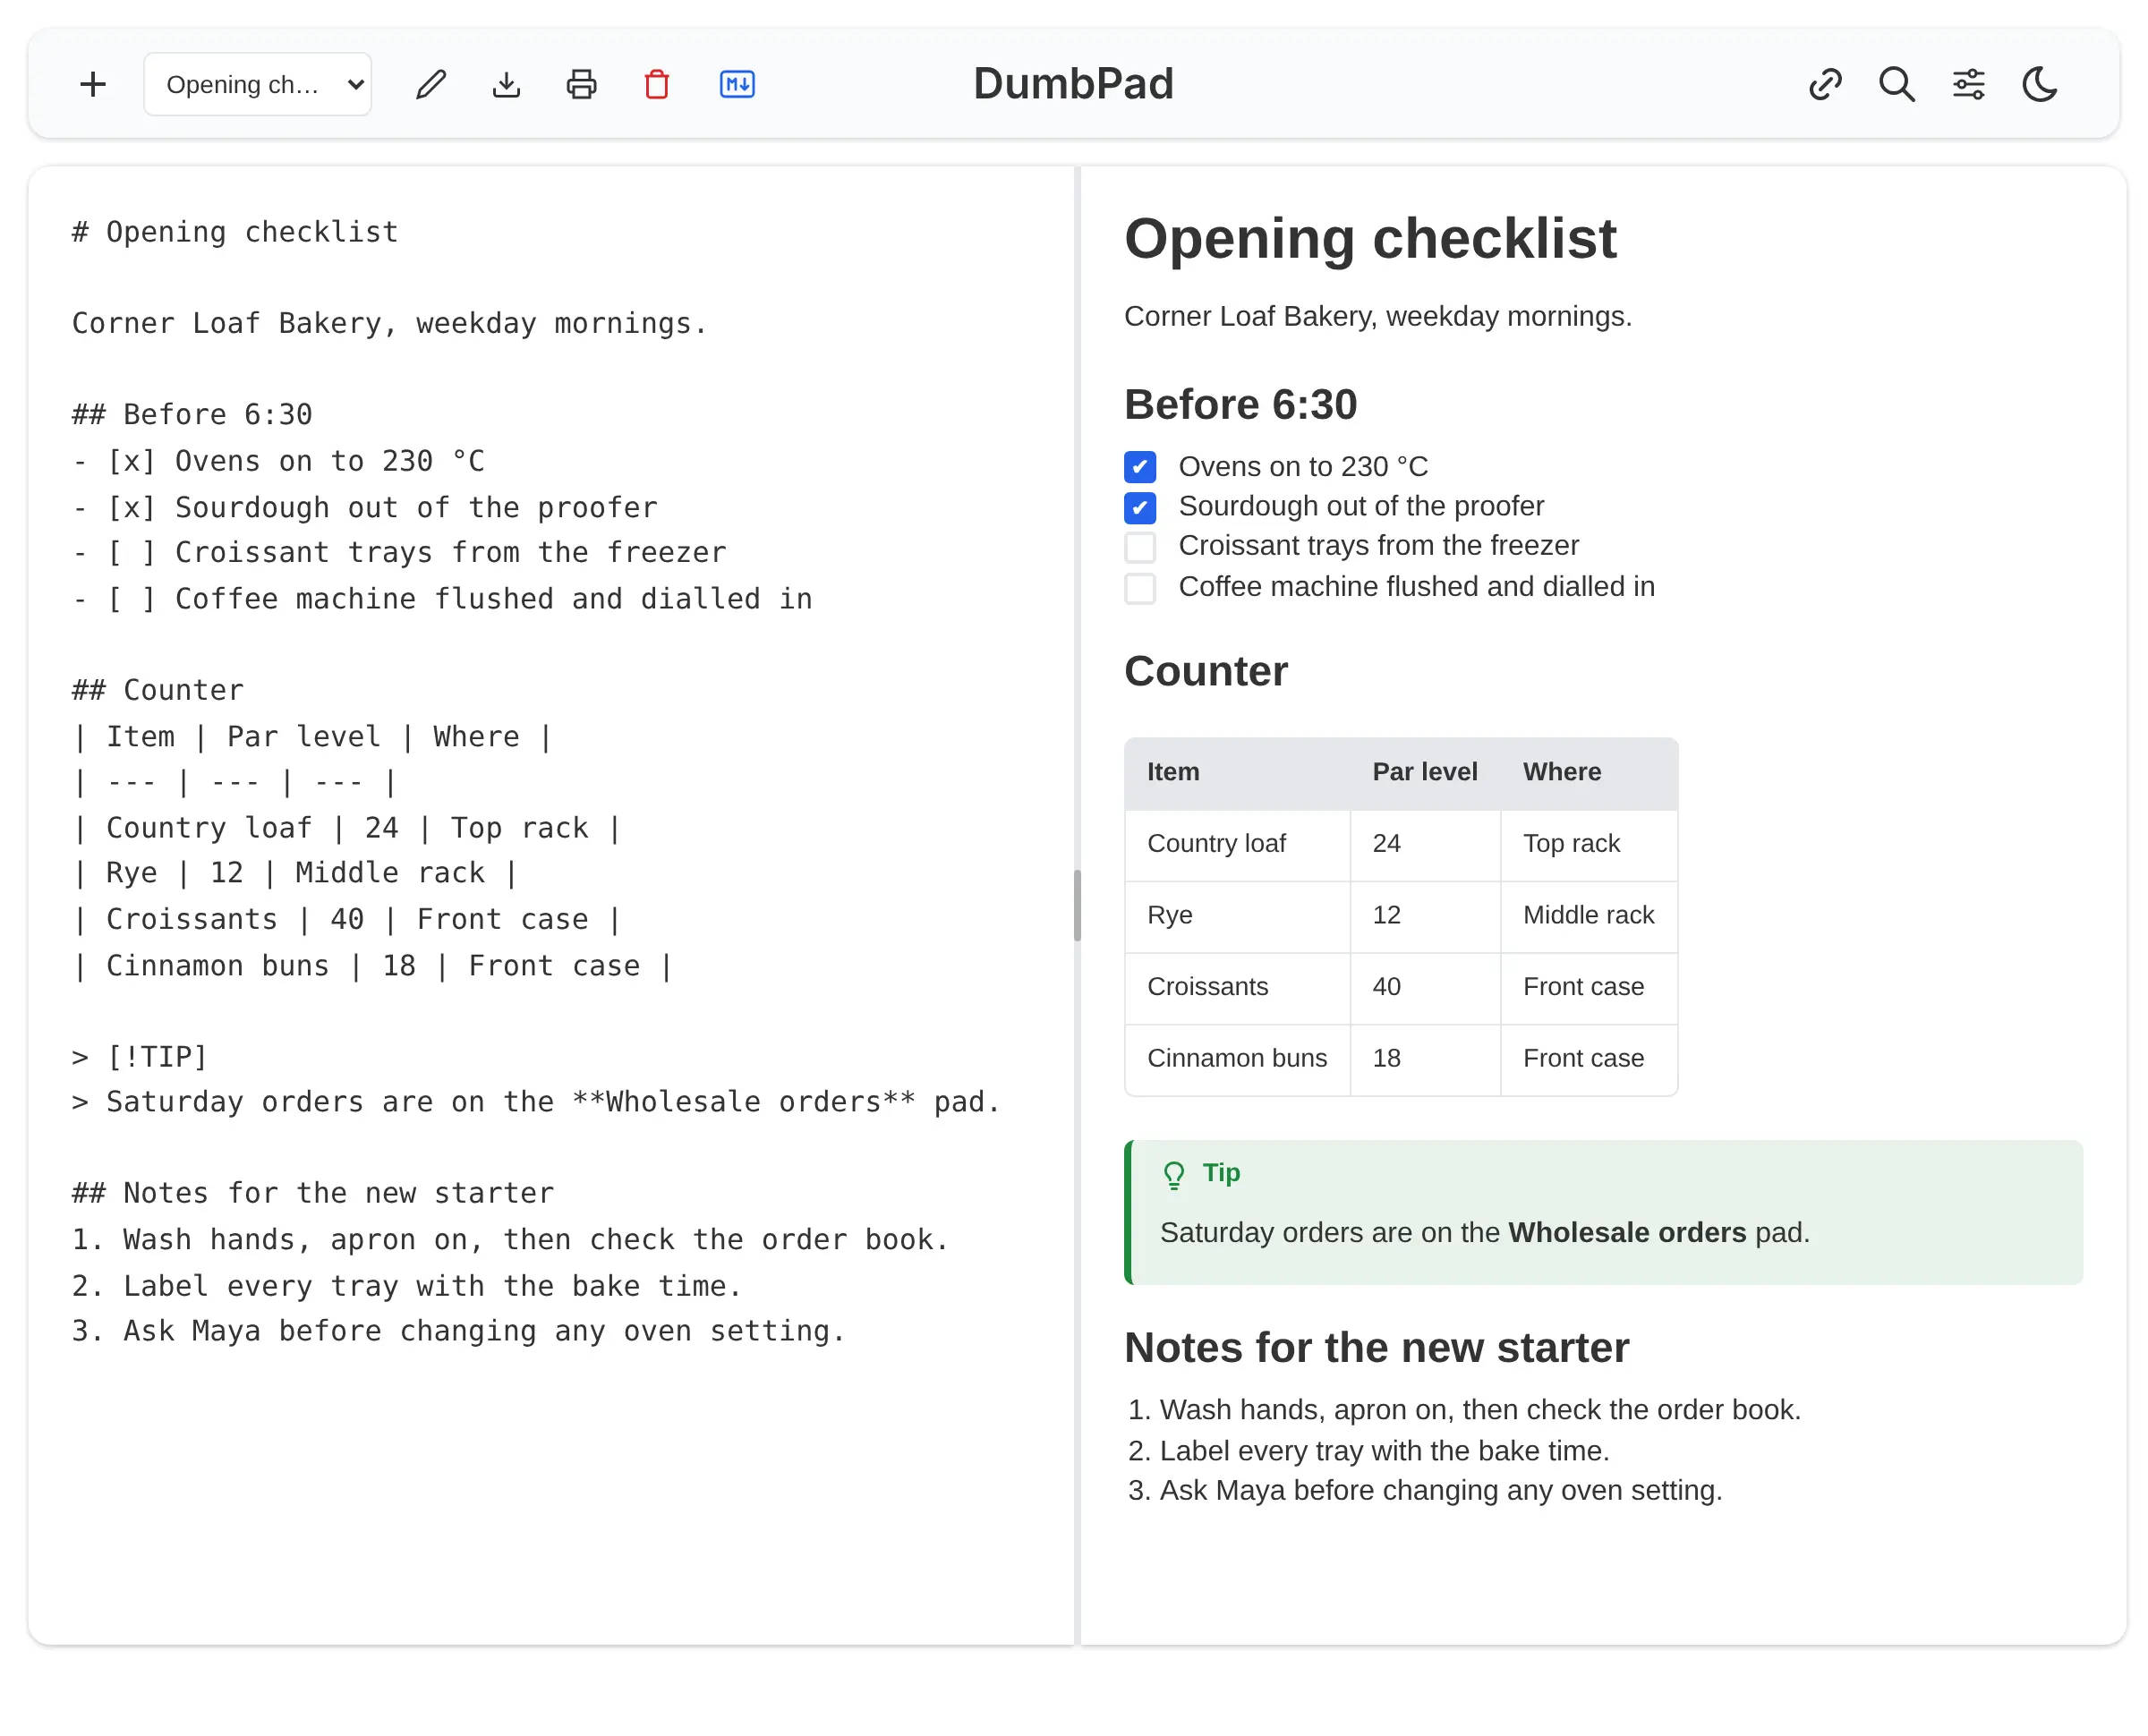 Opening ch...
DumbPad
# Opening checklist
Corner Loaf Bakery, weekday mornings.
## Before 6:30
- [x] Ovens on to 230 °C
- [x] Sourdough out of the proofer
- [ ] Croissant trays from the freezer
- [ ] Coffee machine flushed and dialled in
## Counter
| Item | Par level | Where |
| --- | --- | --- |
| Country loaf | 24 | Top rack |
| Rye | 12 | Middle rack |
| Croissants | 40 | Front case |
| Cinnamon buns | 18 | Front case |
> [!TIP]
> Saturday orders are on the **Wholesale orders** pad.
## Notes for the new starter
1. Wash hands, apron on, then check the order book.
2. Label every tray with the bake time.
3. Ask Maya before changing any oven setting.
Opening checklist
Corner Loaf Bakery, weekday mornings.
Before 6:30
Ovens on to 230 °C
Sourdough out of the proofer
Croissant trays from the freezer
Coffee machine flushed and dialled in
Counter
Item Par level Where
Country loaf 24 Top rack
Rye 12 Middle rack
Croissants 40 Front case
Cinnamon buns 18 Front case
Tip
Saturday orders are on the Wholesale orders pad.
Notes for the new starter
1. Wash hands, apron on, then check the order book.
2. Label every tray with the bake time.
3. Ask Maya before changing any oven setting.